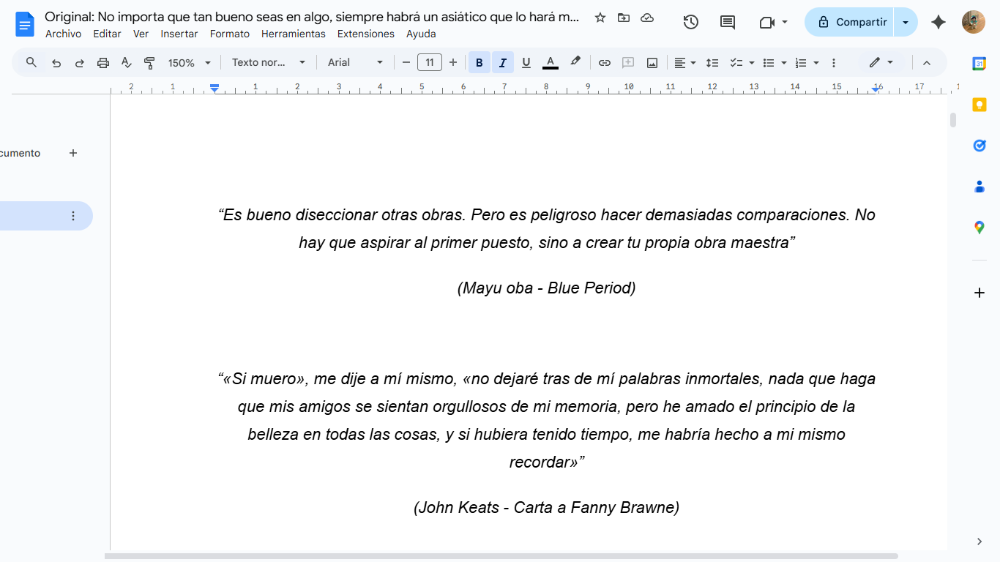 Original: No importa que tan bueno seas en algo, siempre habrá un asiático que lo hará m...
Archivo Editar Ver Insertar Formato Herramientas Extensiones Ayuda
Compartir
150% Texto nor... Arial 11 B I U A
31
2 1 1 2 3 4 5 6 7 8 9 10 11 12 13 14 15 16 17
cumento
“Es bueno diseccionar otras obras. Pero es peligroso hacer demasiadas comparaciones. No
hay que aspirar al primer puesto, sino a crear tu propia obra maestra”
(Mayu oba - Blue Period)
“«Si muero», me dije a mí mismo, «no dejaré tras de mí palabras inmortales, nada que haga
que mis amigos se sientan orgullosos de mi memoria, pero he amado el principio de la
belleza en todas las cosas, y si hubiera tenido tiempo, me habría hecho a mi mismo
recordar»”
(John Keats - Carta a Fanny Brawne)